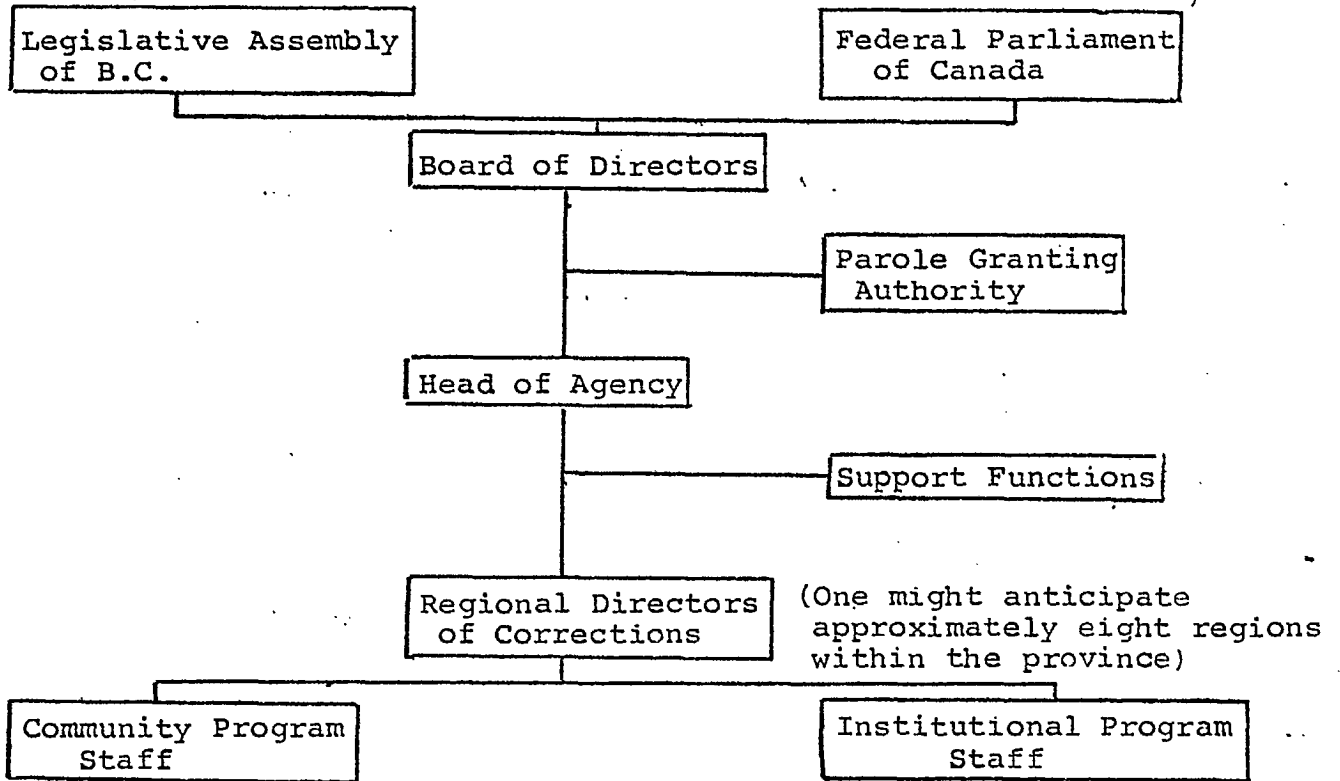 Legislative Assembly
of B.C.
Federal Parliament
of Canada
Board of Directors
Parole Granting
Authority
Head of Agency
Support Functions
Regional Directors
of Corrections
(One might anticipate
approximately eight regions
within the province)
Community Program
Staff
Institutional Program
Staff